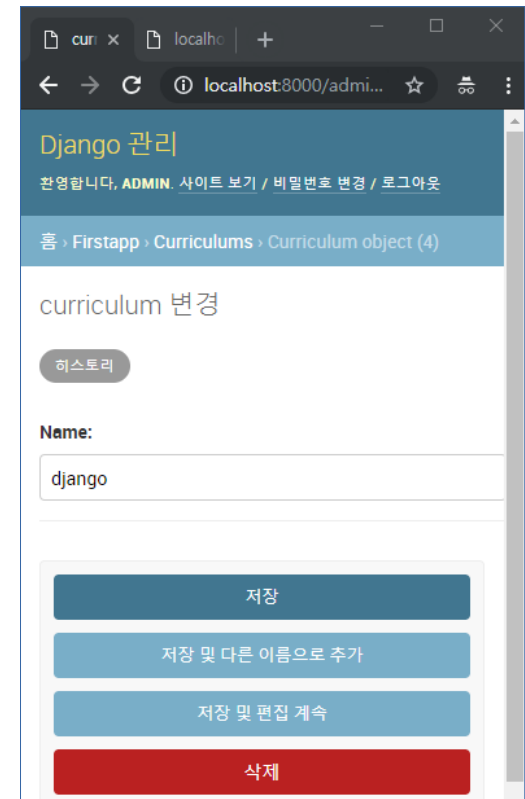 curr
localho
localhost:8000/admi...
Django 관리
환영합니다, ADMIN. 사이트 보기 / 비밀번호 변경 / 로그아웃
홈 › Firstapp › Curriculums › Curriculum object (4)
curriculum 변경
히스토리
Name:
django
저장
저장 및 다른 이름으로 추가
저장 및 편집 계속
삭제